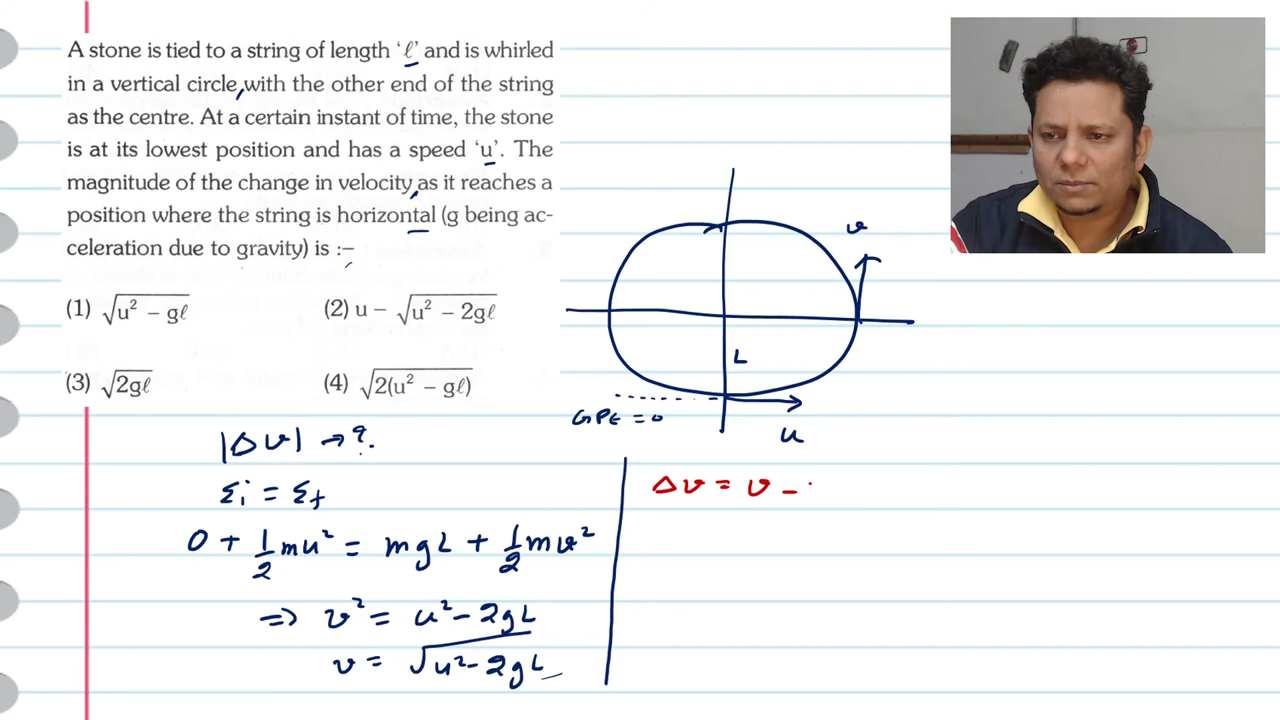 A stone is tied to a string of length ‘ℓ’ and is whirled
in a vertical circle, with the other end of the string
as the centre. At a certain instant of time, the stone
is at its lowest position and has a speed ‘u’. The
magnitude of the change in velocity, as it reaches a
position where the string is horizontal (g being ac-
celeration due to gravity) is :–
(1) √(u² – gℓ) (2) u – √(u² – 2gℓ)
(3) √(2gℓ) (4) √(2(u² – gℓ))
v
L
GPE = 0
u
|Δv| → ?.
Ei = Ef
0 + 1/2 mu² = mgL + 1/2 mv²
⇒ v² = u² – 2gL
v = √(u² – 2gL)
Δv = v –